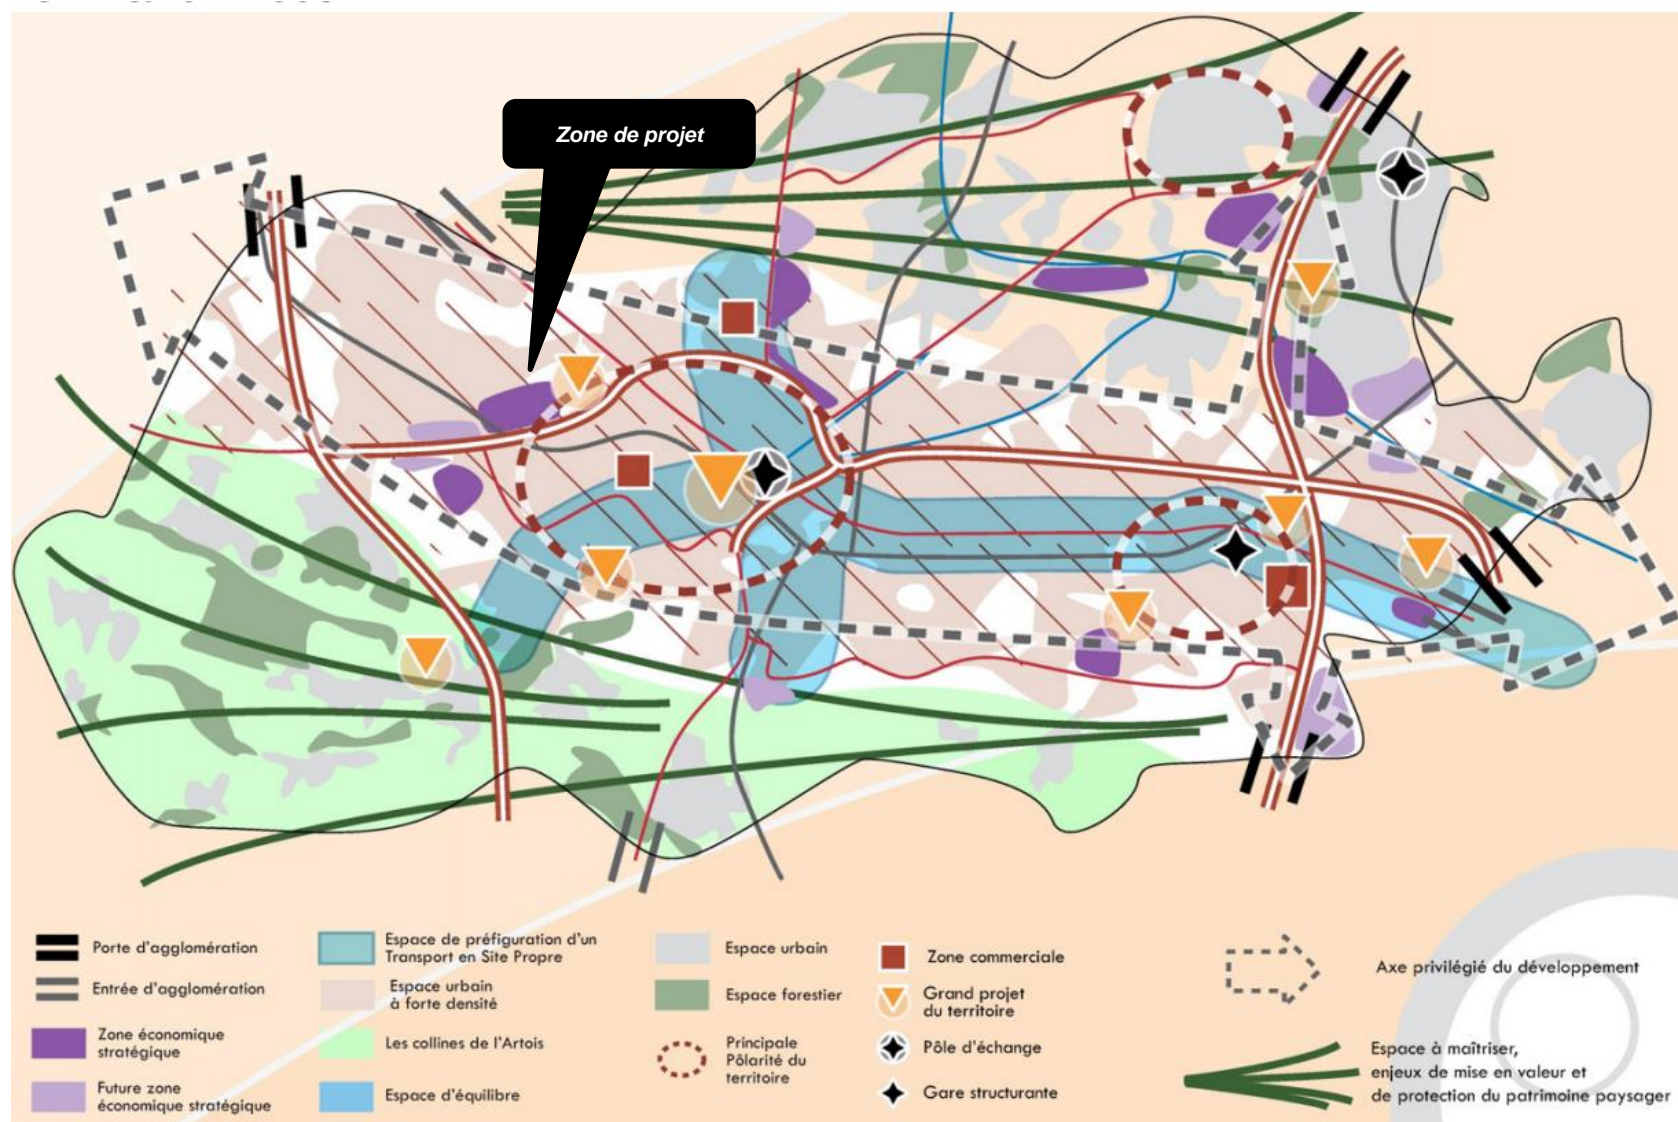 Zone de projet
Porte d'agglomération
Entrée d'agglomération
Zone économique
stratégique
Future zone
économique stratégique
Espace de préfiguration d'un
Transport en Site Propre
Espace urbain
à forte densité
Les collines de l'Artois
Espace d'équilibre
Espace urbain
Espace forestier
Principale
Pôlarité du
territoire
Zone commerciale
Grand projet
du territoire
Pôle d'échange
Gare structurante
Axe privilégié du développement
Espace à maîtriser,
enjeux de mise en valeur et
de protection du patrimoine paysager